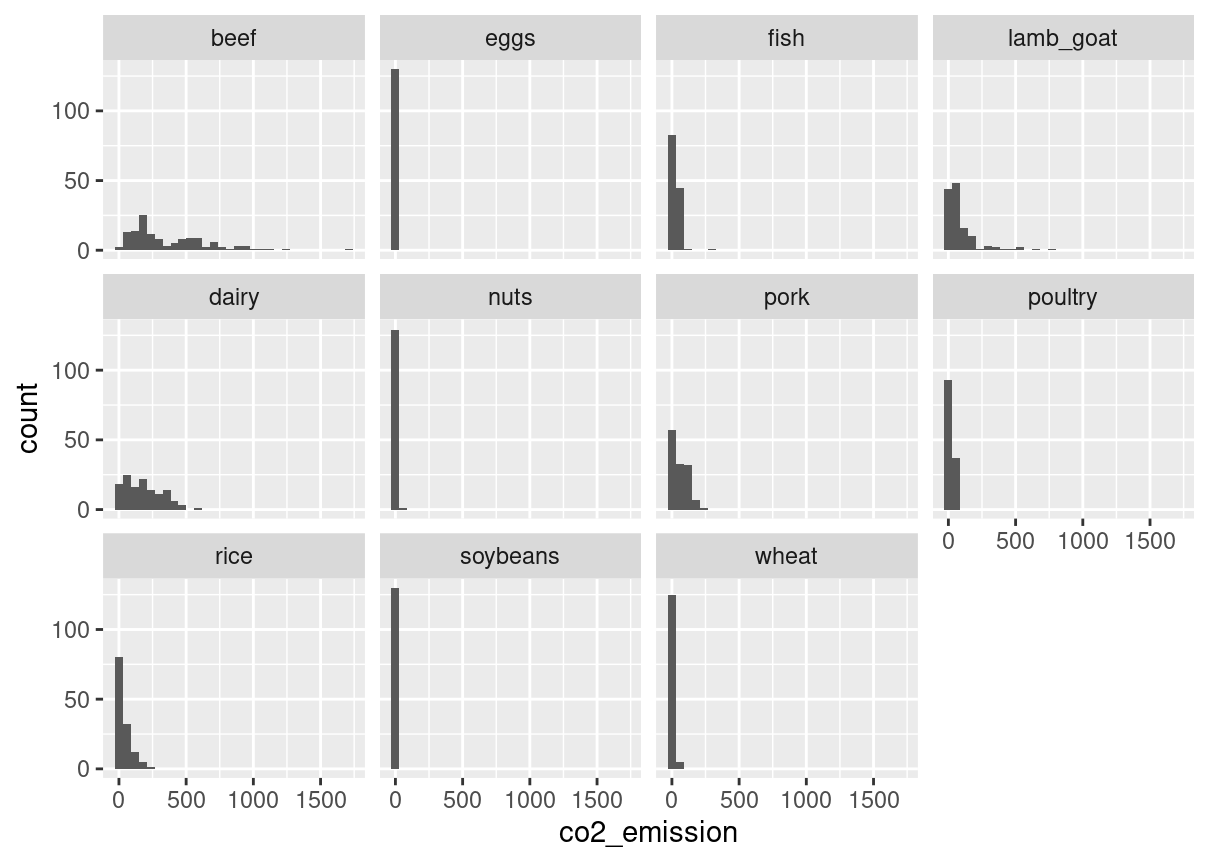 beef eggs fish lamb_goat
100
50
0
dairy nuts pork poultry
100
50
0
0 500 1000 1500
rice soybeans wheat
100
50
0
0 500 1000 1500 0 500 1000 1500 0 500 1000 1500
co2_emission
count